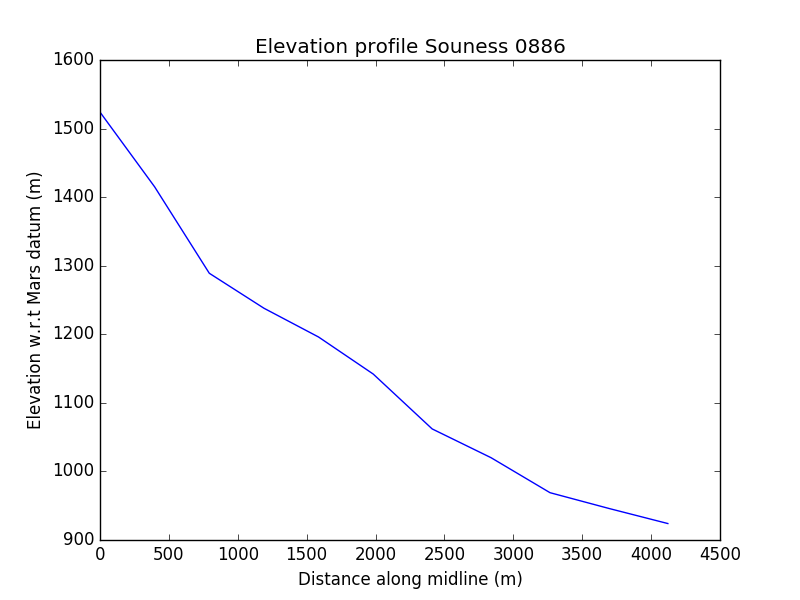 Elevation profile Souness 0886
1600
1500
1400
1300
1200
1100
1000
900
Elevation w.r.t Mars datum (m)
0 500 1000 1500 2000 2500 3000 3500 4000 4500
Distance along midline (m)